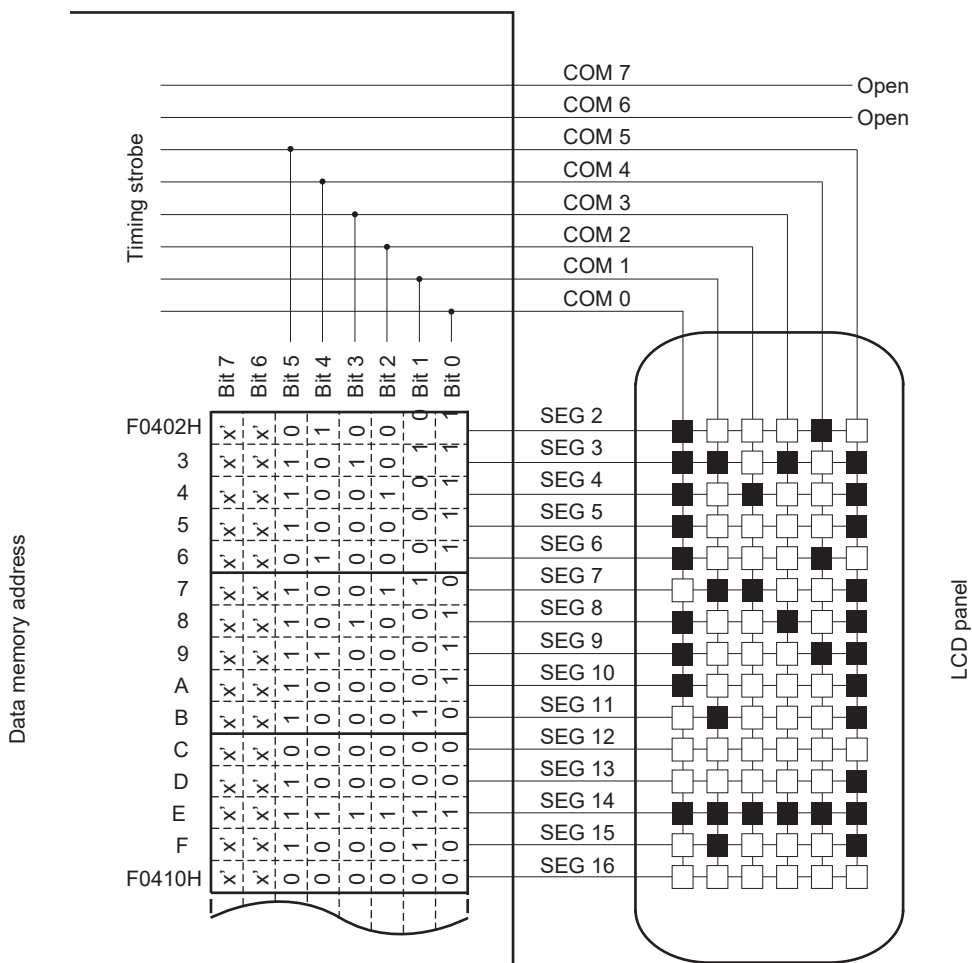 COM 7
Open
COM 6
Open
COM 5
COM 4
COM 3
COM 2
COM 1
COM 0
Timing strobe
Bit 7 Bit 6 Bit 5 Bit 4 Bit 3 Bit 2 Bit 1 Bit 0
F0402H 'x' 'x' 0 1 0 0 0 1 SEG 2
3 'x' 'x' 1 0 1 0 1 1 SEG 3
4 'x' 'x' 1 0 0 1 0 1 SEG 4
5 'x' 'x' 1 0 0 0 0 1 SEG 5
6 'x' 'x' 0 1 0 0 0 1 SEG 6
7 'x' 'x' 1 0 0 1 1 0 SEG 7
8 'x' 'x' 1 0 1 0 0 1 SEG 8
9 'x' 'x' 1 1 0 0 0 1 SEG 9
A 'x' 'x' 1 0 0 0 0 1 SEG 10
B 'x' 'x' 1 0 0 0 1 0 SEG 11
C 'x' 'x' 0 0 0 0 0 0 SEG 12
D 'x' 'x' 1 0 0 0 0 0 SEG 13
E 'x' 'x' 1 1 1 1 1 1 SEG 14
F 'x' 'x' 1 0 0 0 1 0 SEG 15
F0410H 'x' 'x' 0 0 0 0 0 0 SEG 16
Data memory address
LCD panel